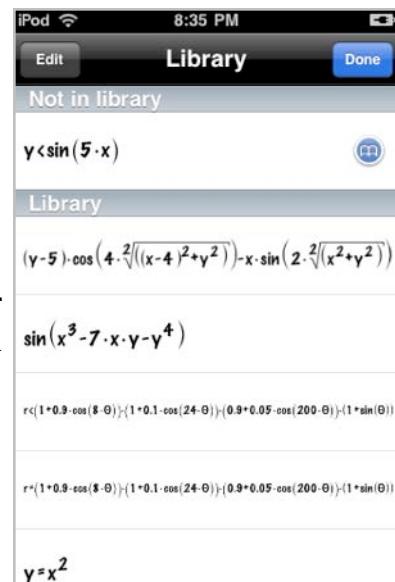 iPod 8:35 PM
Edit Library Done
Not in library
y<sin(5·x)
Library
(y-5)·cos(4·²√((x-4)²+y²))-x·sin(2·²√(x²+y²))
sin(x³-7·x·y-y⁴)
r<(1+0.9·cos(8·θ))·(1+0.1·cos(24·θ))·(0.9+0.05·cos(200·θ))·(1+sin(θ))
r=(1+0.9·cos(8·θ))·(1+0.1·cos(24·θ))·(0.9+0.05·cos(200·θ))·(1+sin(θ))
y=x²